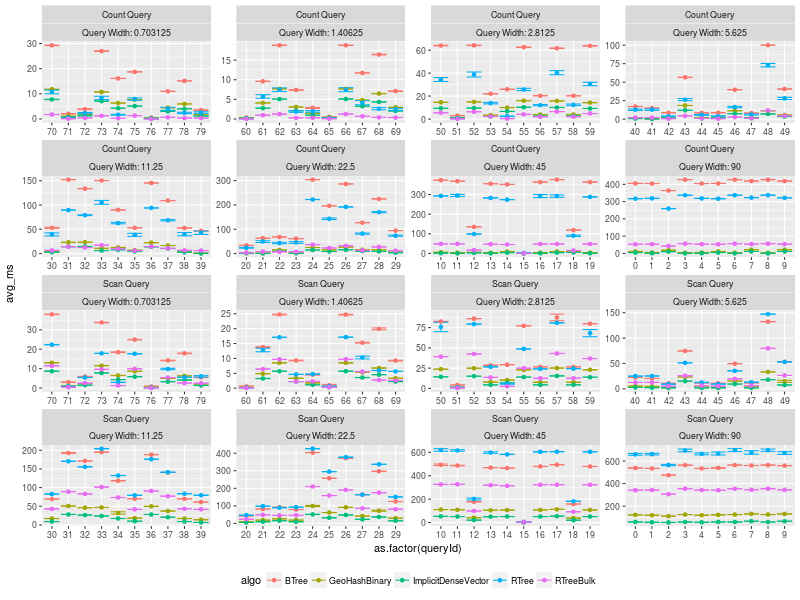 Count Query Count Query Count Query Count Query
Query Width: 0.703125 Query Width: 1.40625 Query Width: 2.8125 Query Width: 5.625
30 20 10 0
15 10 5 0
60 40 20 0
100 75 50 25 0
70 71 72 73 74 75 76 77 78 79 60 61 62 63 64 65 66 67 68 69 50 51 52 53 54 55 56 57 58 59 40 41 42 43 44 45 46 47 48 49
Count Query Count Query Count Query Count Query
Query Width: 11.25 Query Width: 22.5 Query Width: 45 Query Width: 90
150 100 50 0
300 200 100 0
300 200 100 0
400 300 200 100 0
30 31 32 33 34 35 36 37 38 39 20 21 22 23 24 25 26 27 28 29 10 11 12 13 14 15 16 17 18 19 0 1 2 3 4 5 6 7 8 9
avg_ms
Scan Query Scan Query Scan Query Scan Query
Query Width: 0.703125 Query Width: 1.40625 Query Width: 2.8125 Query Width: 5.625
30 20 10 0
25 20 15 10 5 0
75 50 25 0
150 100 50 0
70 71 72 73 74 75 76 77 78 79 60 61 62 63 64 65 66 67 68 69 50 51 52 53 54 55 56 57 58 59 40 41 42 43 44 45 46 47 48 49
Scan Query Scan Query Scan Query Scan Query
Query Width: 11.25 Query Width: 22.5 Query Width: 45 Query Width: 90
200 150 100 50 0
400 300 200 100 0
600 400 200 0
600 400 200
30 31 32 33 34 35 36 37 38 39 20 21 22 23 24 25 26 27 28 29 10 11 12 13 14 15 16 17 18 19 0 1 2 3 4 5 6 7 8 9
as.factor(queryId)
algo BTree GeoHashBinary ImplicitDenseVector RTree RTreeBulk